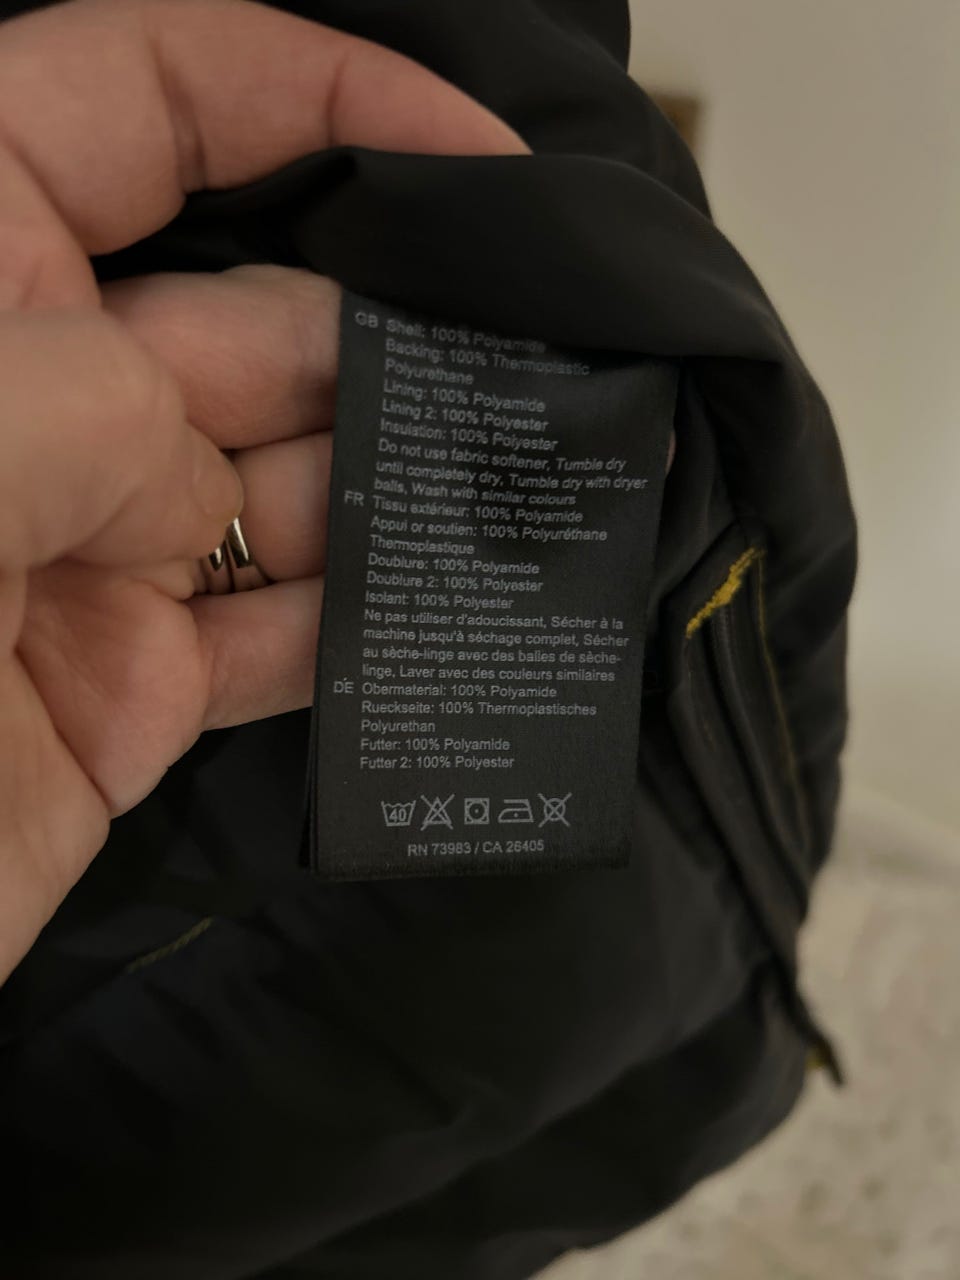 GB Shell: 100% Polyamide
Backing: 100% Thermoplastic
Polyurethane
Lining: 100% Polyamide
Lining 2: 100% Polyester
Insulation: 100% Polyester
Do not use fabric softener, Tumble dry
until completely dry, Tumble dry with dryer
balls, Wash with similar colours
FR Tissu extérieur: 100% Polyamide
Appui or soutien: 100% Polyuréthane
Thermoplastique
Doublure: 100% Polyamide
Doublure 2: 100% Polyester
Isolant: 100% Polyester
Ne pas utiliser d'adoucissant, Sécher à la
machine jusqu'à séchage complet, Sécher
au sèche-linge avec des balles de sèche-
linge, Laver avec des couleurs similaires
DE Obermaterial: 100% Polyamide
Rueckseite: 100% Thermoplastisches
Polyurethan
Futter: 100% Polyamide
Futter 2: 100% Polyester
40
RN 73983 / CA 26405